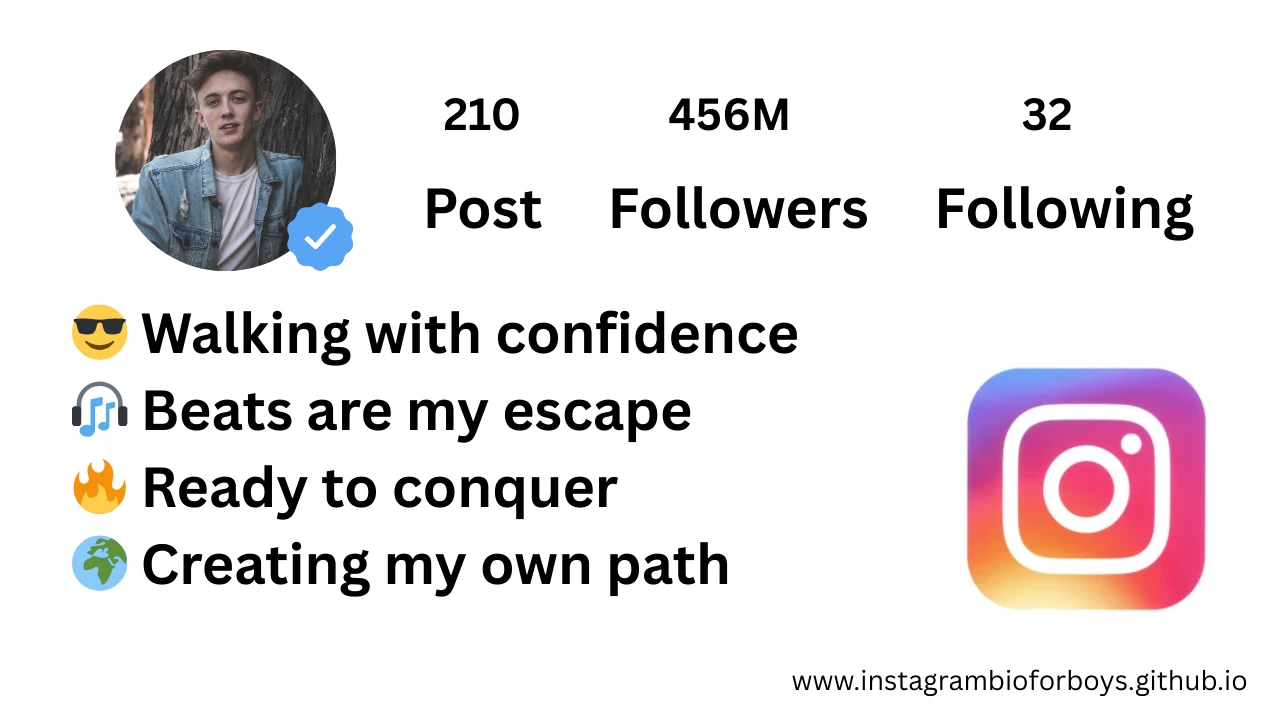 210 456M 32
Post Followers Following
😎 Walking with confidence
🎧 Beats are my escape
🔥 Ready to conquer
🌍 Creating my own path
www.instagrambioforboys.github.io